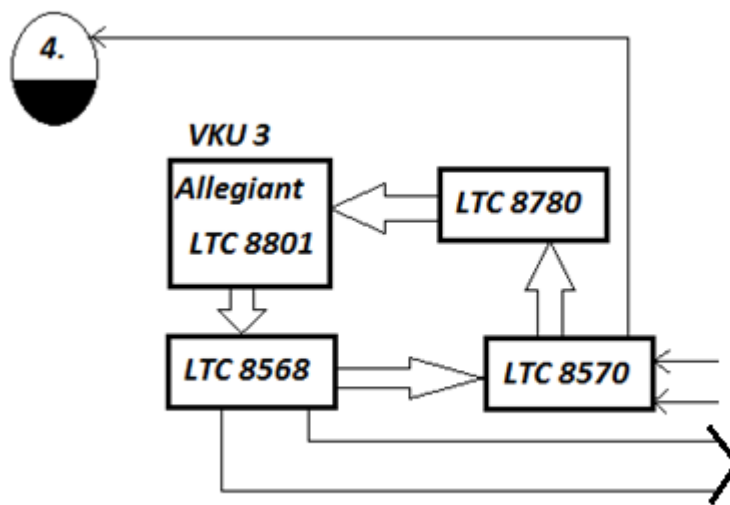 4.
VKU 3
Allegiant
LTC 8801
LTC 8780
LTC 8568
LTC 8570